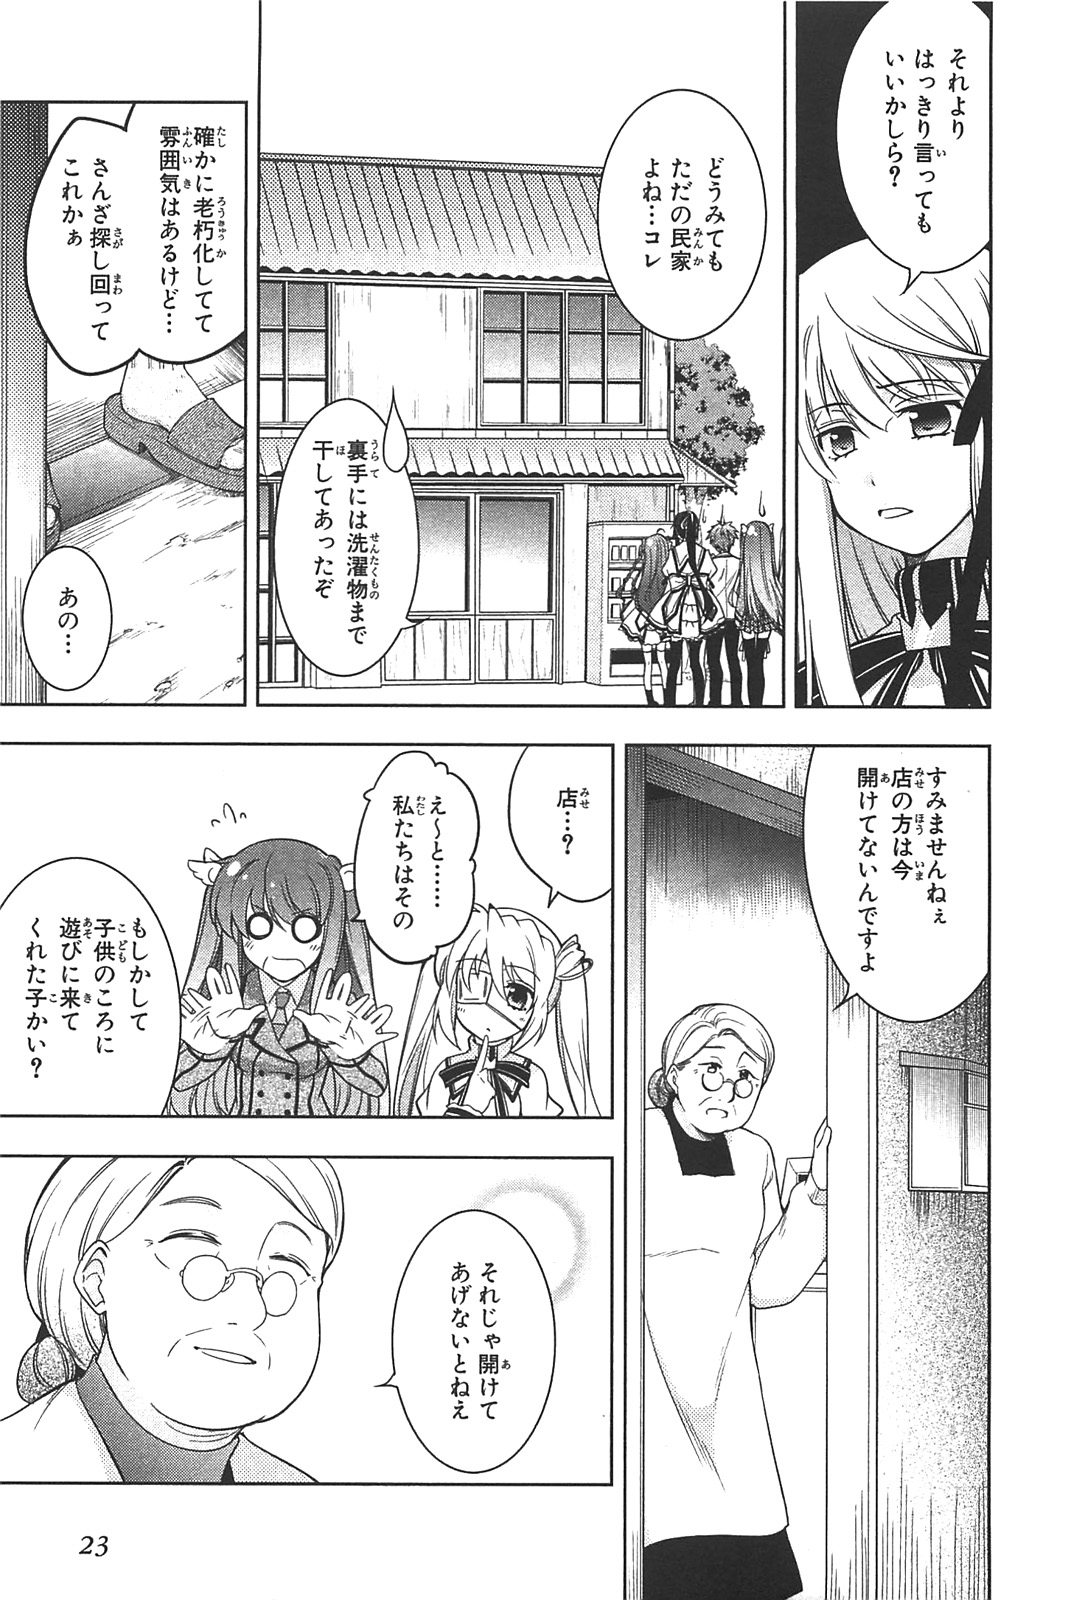 それより
はっきり言っても
いいかしら?
どうみても
ただの民家
よね…コレ
裏手には洗濯物まで
干してあったぞ
確かに老朽化してて
雰囲気はあるけど…
さんざ探し回って
これかぁ
あの…
すみませんねぇ
店の方は今
開けてないんですよ
店…?
え〜と……
私たちはその
もしかして
子供のころに
遊びに来て
くれた子かい?
それじゃ開けて
あげないとねえ
23